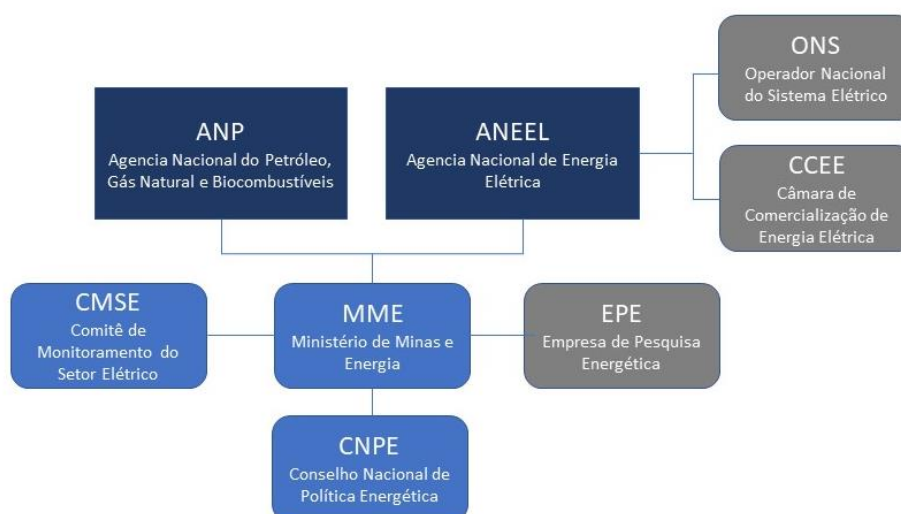 ONS
Operador Nacional
do Sistema Elétrico
ANP
Agencia Nacional do Petróleo,
Gás Natural e Biocombustíveis
ANEEL
Agencia Nacional de Energia
Elétrica
CCEE
Câmara de
Comercialização de
Energia Elétrica
CMSE
Comitê de
Monitoramento do
Setor Elétrico
MME
Ministério de Minas e
Energia
EPE
Empresa de Pesquisa
Energética
CNPE
Conselho Nacional de
Política Energética